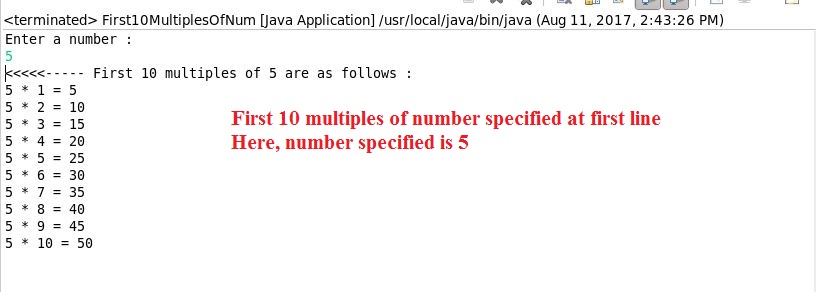 <terminated> First10MultiplesOfNum [Java Application] /usr/local/java/bin/java (Aug 11, 2017, 2:43:26 PM)
Enter a number :
5
<<<<<----- First 10 multiples of 5 are as follows :
5 * 1 = 5
5 * 2 = 10
5 * 3 = 15
5 * 4 = 20
5 * 5 = 25
5 * 6 = 30
5 * 7 = 35
5 * 8 = 40
5 * 9 = 45
5 * 10 = 50
First 10 multiples of number specified at first line
Here, number specified is 5